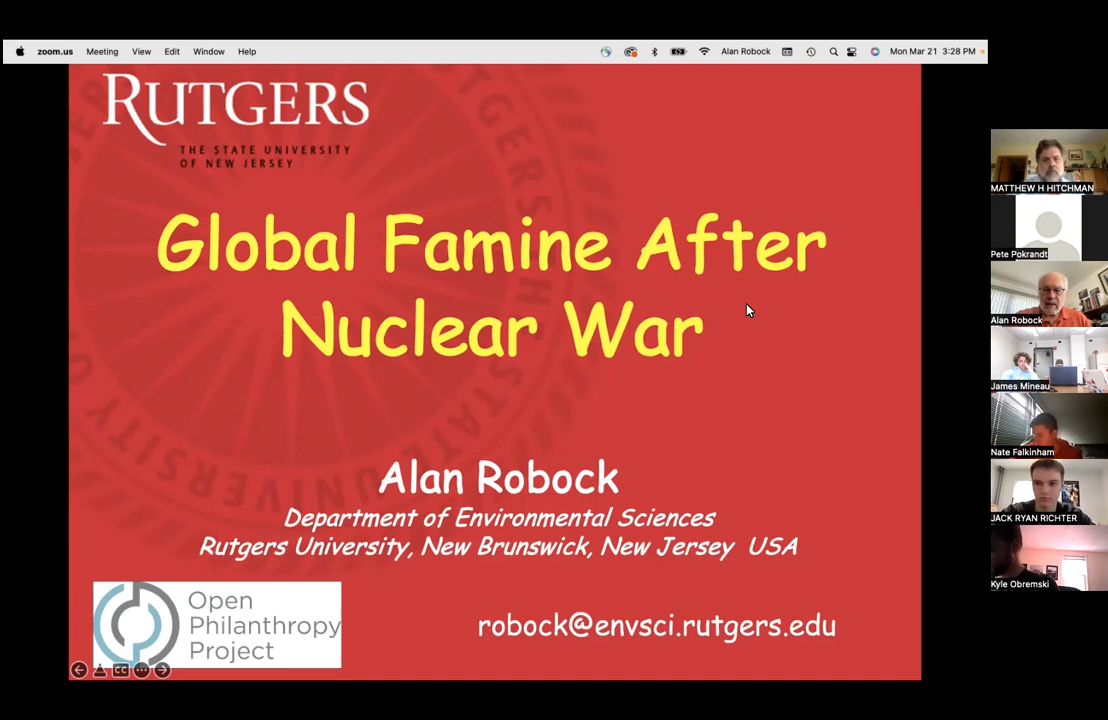 zoom.us Meeting View Edit Window Help Alan Robock Mon Mar 21 3:28 PM
RUTGERS
THE STATE UNIVERSITY
OF NEW JERSEY
Global Famine After
Nuclear War
Alan Robock
Department of Environmental Sciences
Rutgers University, New Brunswick, New Jersey USA
Open
Philanthropy
Project
robock@envsci.rutgers.edu
CC
MATTHEW H HITCHMAN
Pete Pokrandt
Alan Robock
James Mineau
Nate Falkinham
JACK RYAN RICHTER
Kyle Obremski